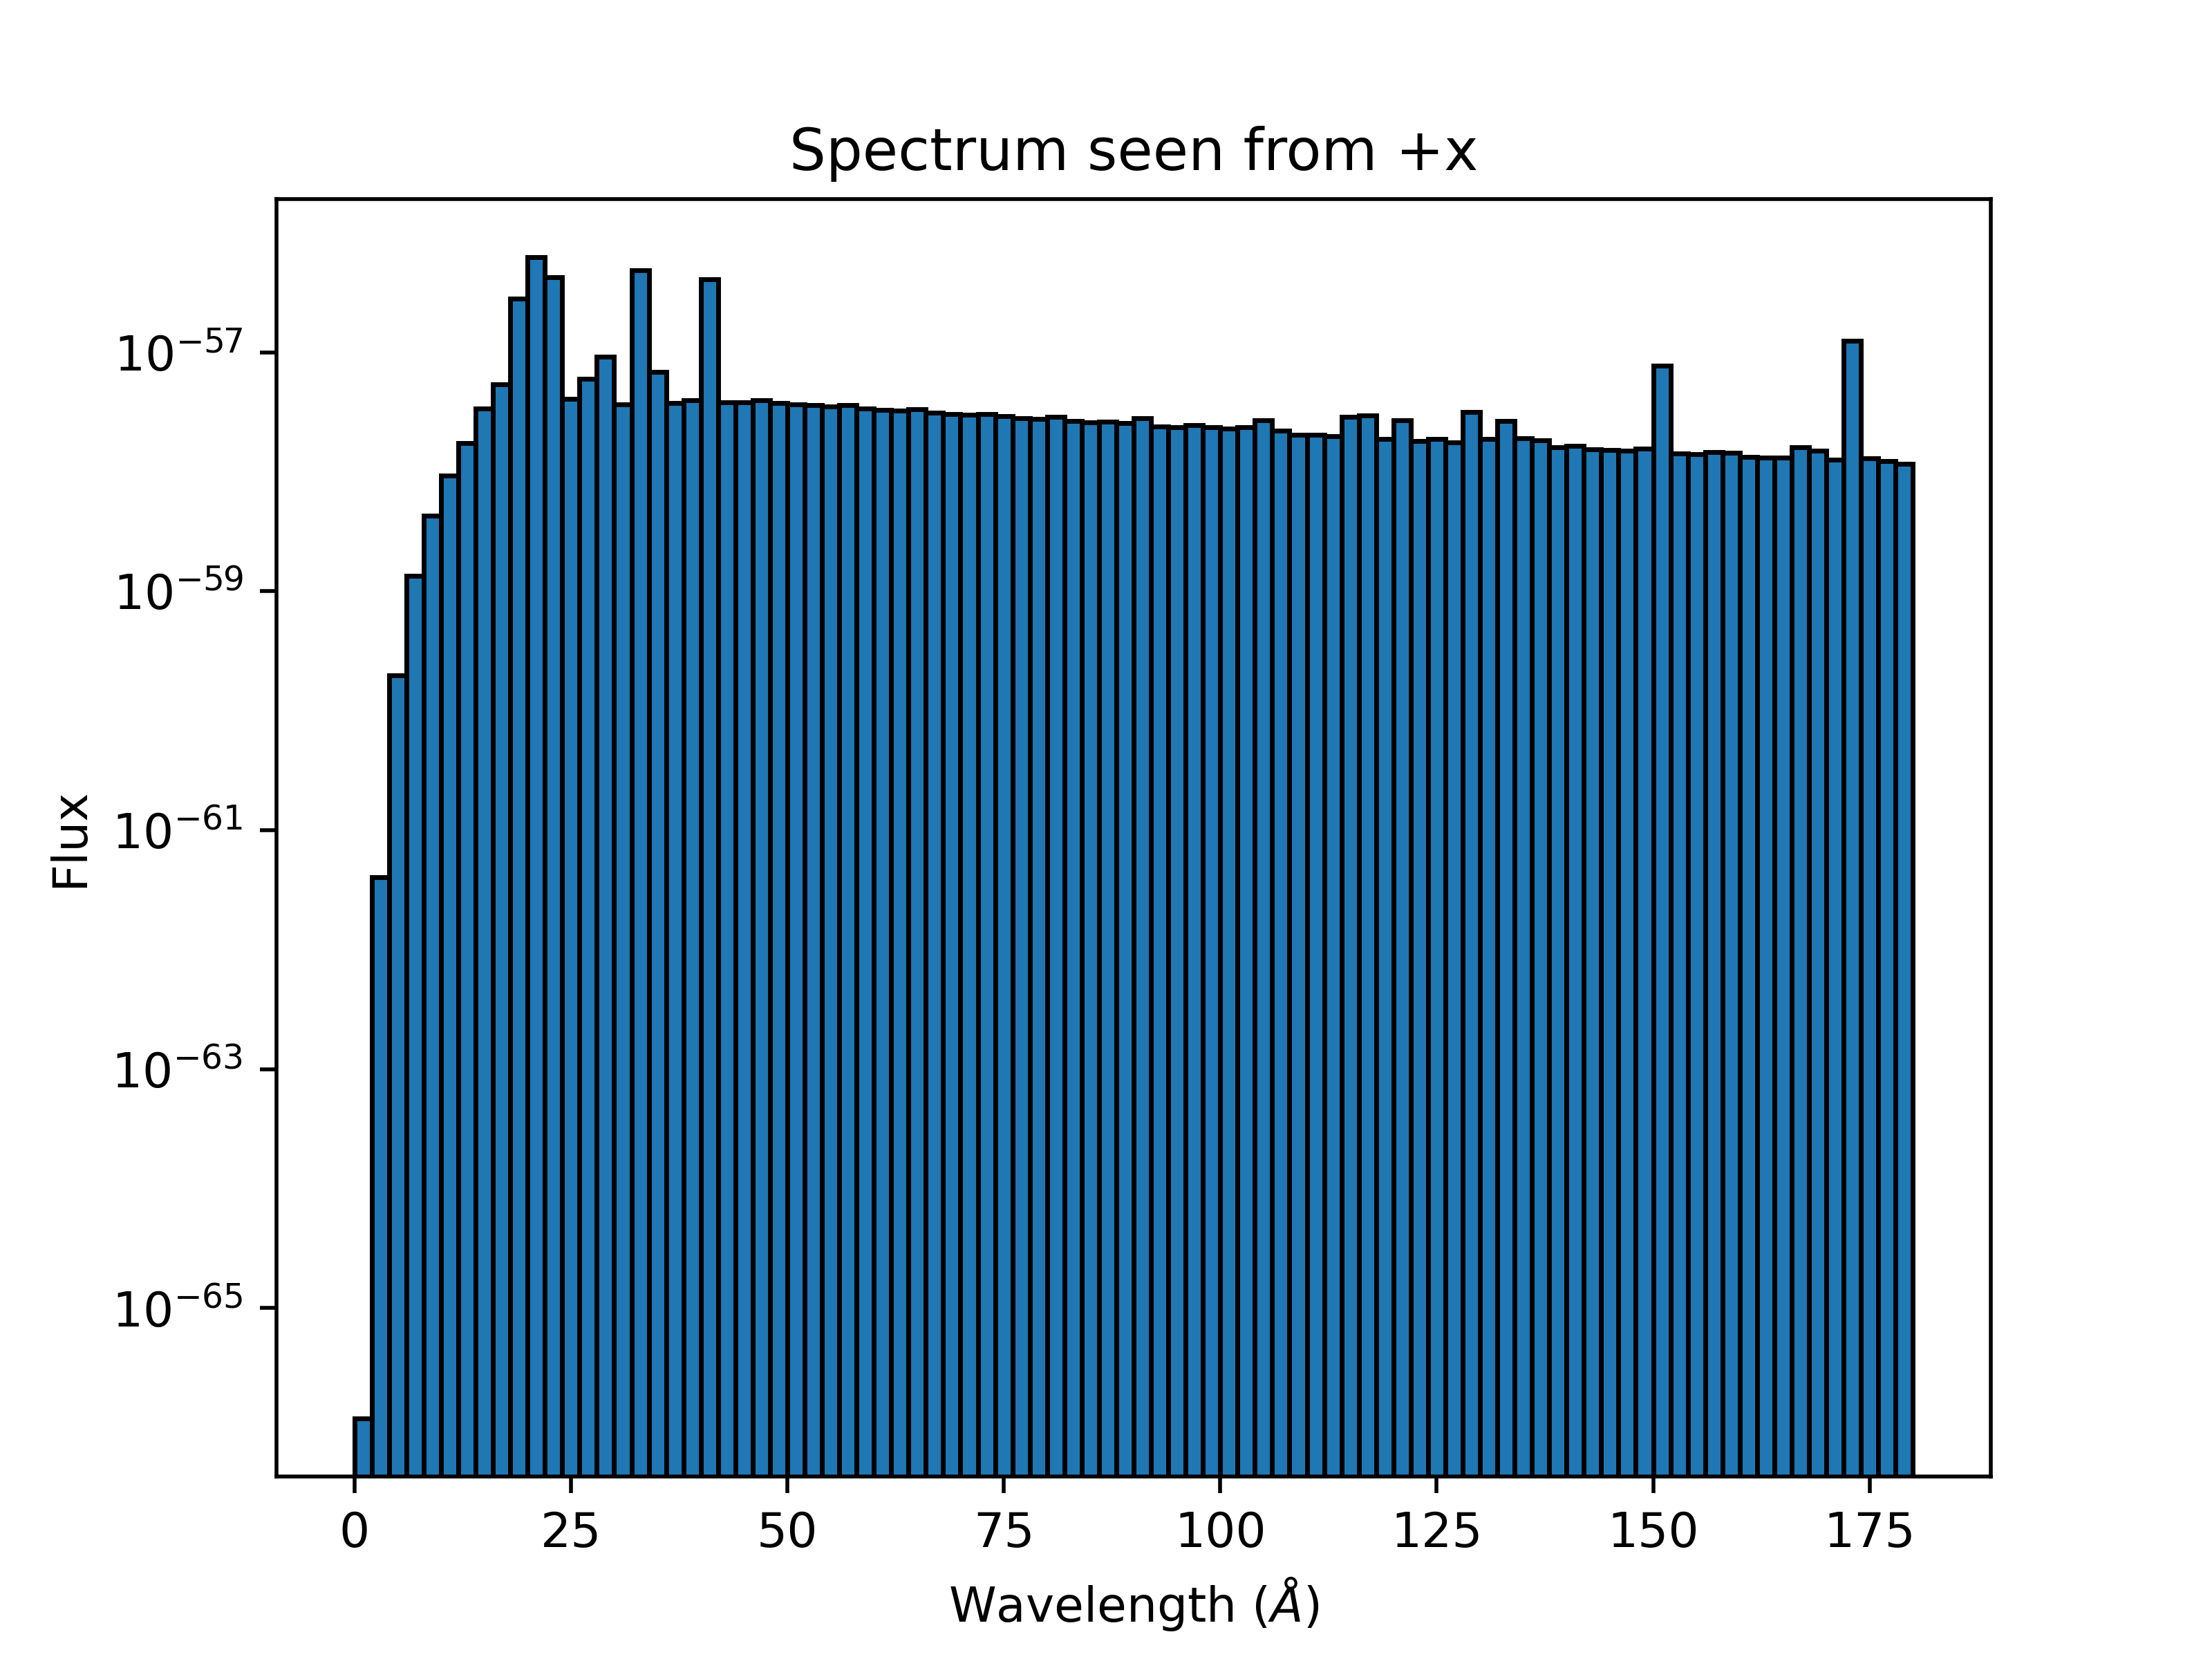 Spectrum seen from +x
Flux
10⁻⁵⁷
10⁻⁵⁹
10⁻⁶¹
10⁻⁶³
10⁻⁶⁵
0 25 50 75 100 125 150 175
Wavelength (Å)